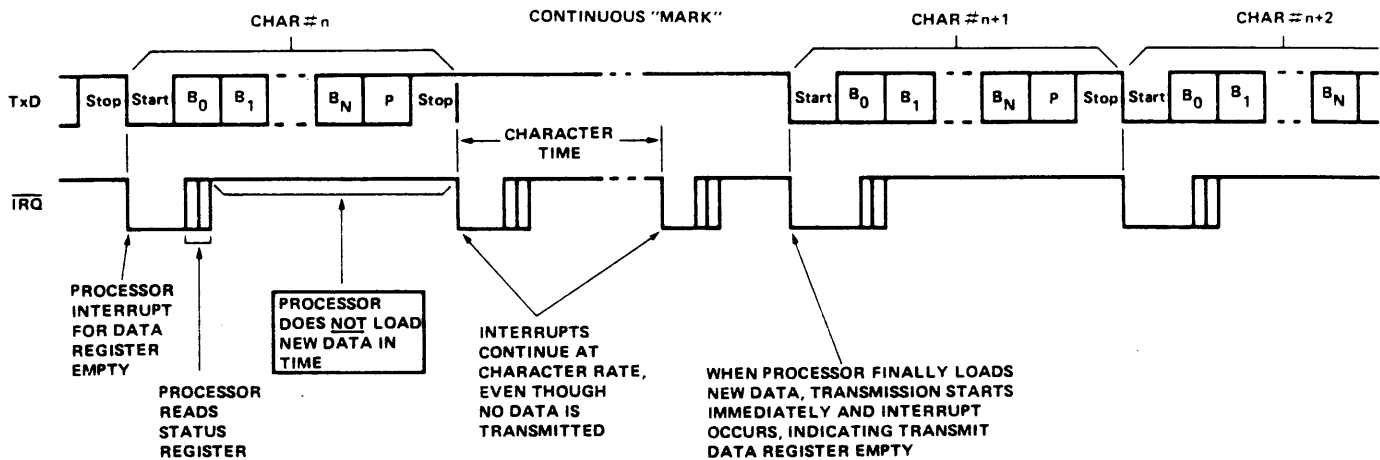 CHAR#n
CONTINUOUS "MARK"
CHAR#n+1
CHAR#n+2
TxD
Stop
Start
B0
B1
BN
P
Stop
Start
B0
B1
BN
P
Stop
Start
B0
B1
BN
CHARACTER
TIME
IRQ
PROCESSOR
INTERRUPT
FOR DATA
REGISTER
EMPTY
PROCESSOR
READS
STATUS
REGISTER
PROCESSOR
DOES NOT LOAD
NEW DATA IN
TIME
INTERRUPTS
CONTINUE AT
CHARACTER RATE,
EVEN THOUGH
NO DATA IS
TRANSMITTED
WHEN PROCESSOR FINALLY LOADS
NEW DATA, TRANSMISSION STARTS
IMMEDIATELY AND INTERRUPT
OCCURS, INDICATING TRANSMIT
DATA REGISTER EMPTY